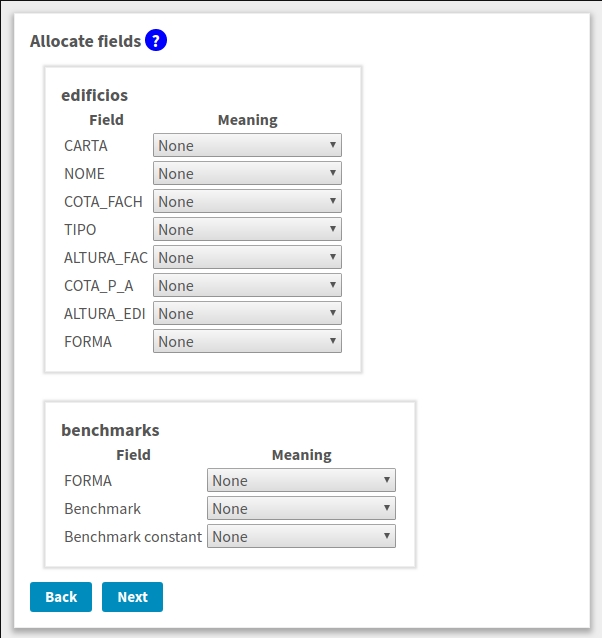 Allocate fields ?
edificios
Field Meaning
CARTA None
NOME None
COTA_FACH None
TIPO None
ALTURA_FAC None
COTA_P_A None
ALTURA_EDI None
FORMA None
benchmarks
Field Meaning
FORMA None
Benchmark None
Benchmark constant None
Back Next